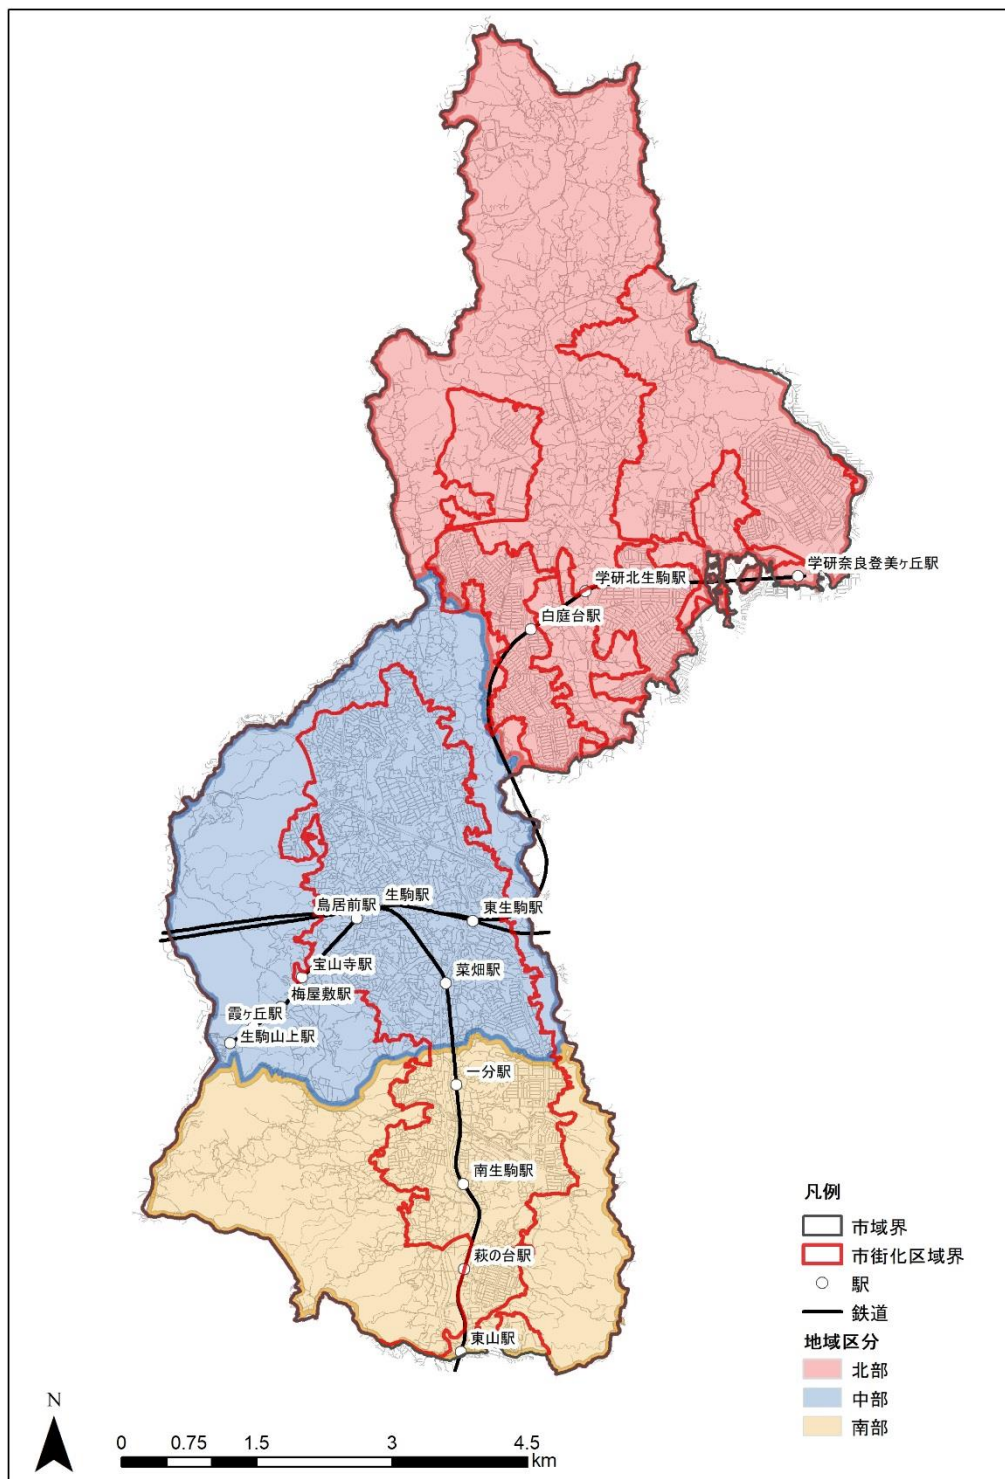 学研奈良登美ヶ丘駅
学研北生駒駅
白庭台駅
生駒駅
鳥居前駅
東生駒駅
宝山寺駅
菜畑駅
梅屋敷駅
霞ヶ丘駅
生駒山上駅
一分駅
南生駒駅
萩の台駅
東山駅
凡例
市域界
市街化区域界
駅
鉄道
地域区分
北部
中部
南部
N
0 0.75 1.5 3 4.5
km